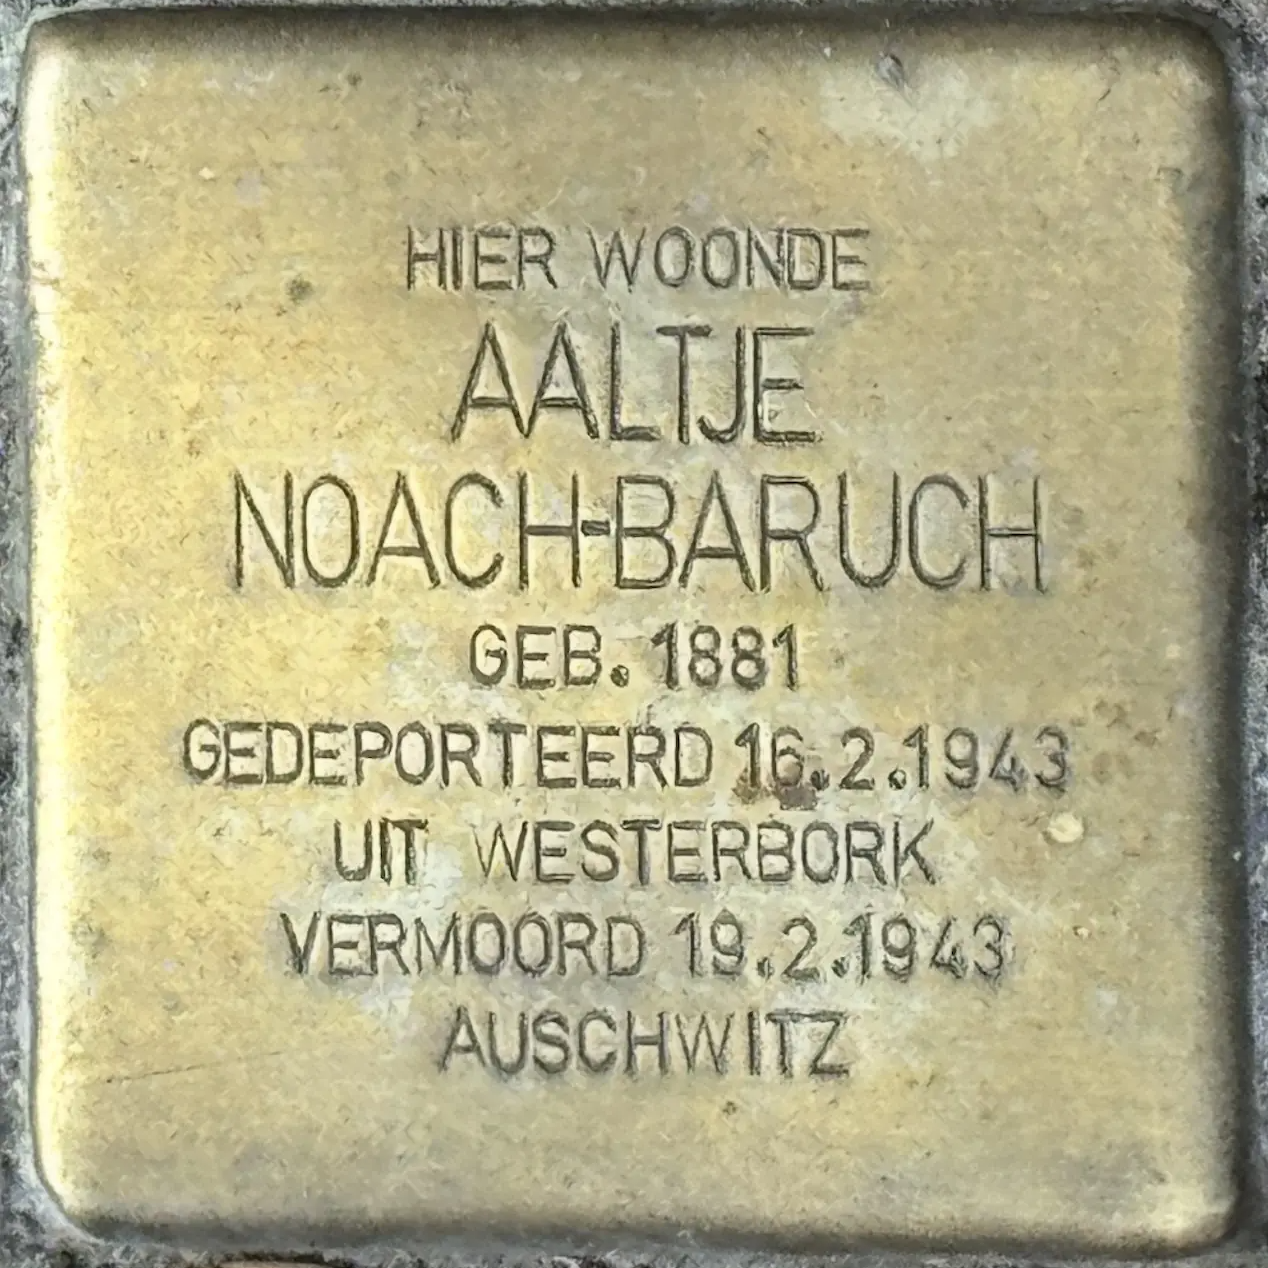 HIER WOONDE
AALTJE
NOACH-BARUCH
GEB. 1881
GEDEPORTEERD 16.2.1943
UIT WESTERBORK
VERMOORD 19.2.1943
AUSCHWITZ